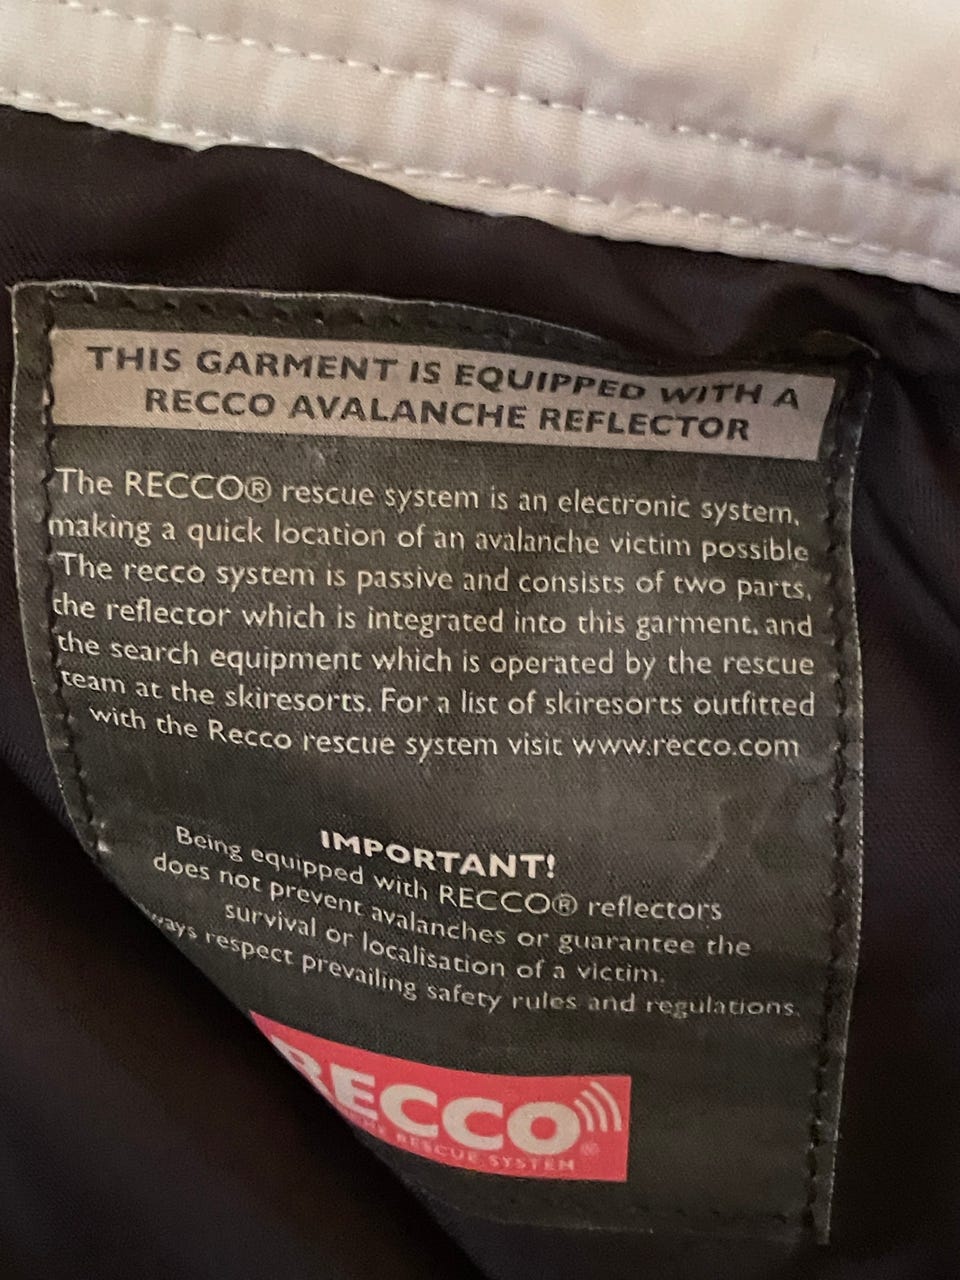 THIS GARMENT IS EQUIPPED WITH A
RECCO AVALANCHE REFLECTOR
The RECCO® rescue system is an electronic system,
making a quick location of an avalanche victim possible
The recco system is passive and consists of two parts,
the reflector which is integrated into this garment, and
the search equipment which is operated by the rescue
team at the skiresorts. For a list of skiresorts outfitted
with the Recco rescue system visit www.recco.com
IMPORTANT!
Being equipped with RECCO® reflectors
does not prevent avalanches or guarantee the
survival or localisation of a victim.
ways respect prevailing safety rules and regulations.
RECCO®
RESCUE SYSTEM